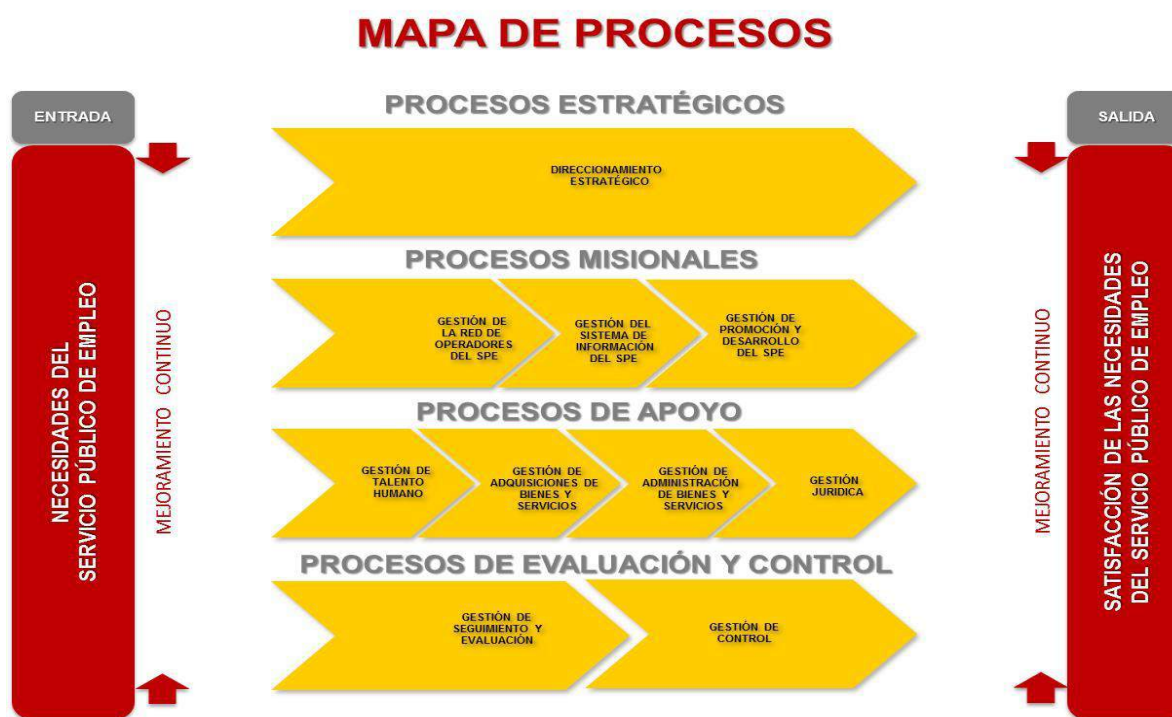 MAPA DE PROCESOS
ENTRADA
NECESIDADES DEL
SERVICIO PÚBLICO DE EMPLEO
MEJORAMIENTO CONTINUO
PROCESOS ESTRATÉGICOS
DIRECCIONAMIENTO
ESTRATÉGICO
PROCESOS MISIONALES
GESTIÓN DE
LA RED DE
OPERADORES
DEL SPE
GESTIÓN DEL
SISTEMA DE
INFORMACIÓN
DEL SPE
GESTIÓN DE
PROMOCIÓN Y
DESARROLLO
DEL SPE
PROCESOS DE APOYO
GESTIÓN DE
TALENTO
HUMANO
GESTIÓN DE
ADQUISICIONES DE
BIENES Y
SERVICIOS
GESTIÓN DE
ADMINISTRACIÓN
DE BIENES Y
SERVICIOS
GESTIÓN
JURIDICA
PROCESOS DE EVALUACIÓN Y CONTROL
GESTIÓN DE
SEGUIMIENTO Y
EVALUACIÓN
GESTIÓN DE
CONTROL
MEJORAMIENTO CONTINUO
SALIDA
SATISFACCIÓN DE LAS NECESIDADES
DEL SERVICIO PÚBLICO DE EMPLEO